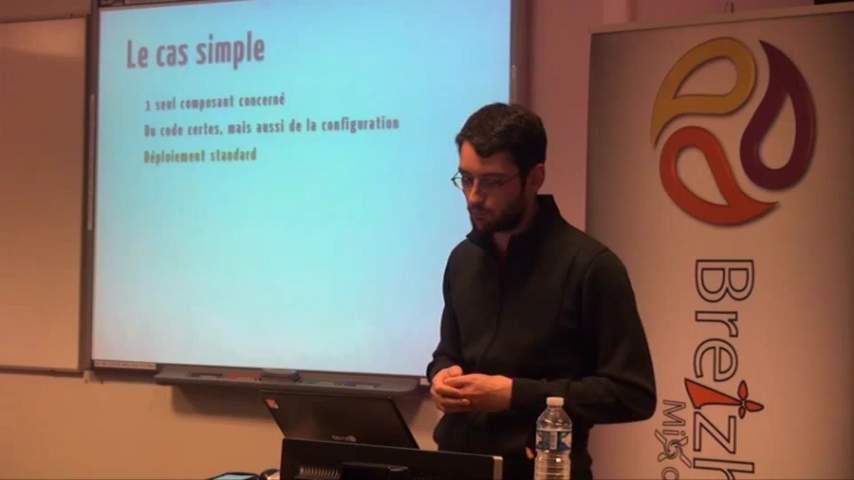 Le cas simple
1 seul composant concerné
Du code certes, mais aussi de la configuration
Déploiement standard
Breizh